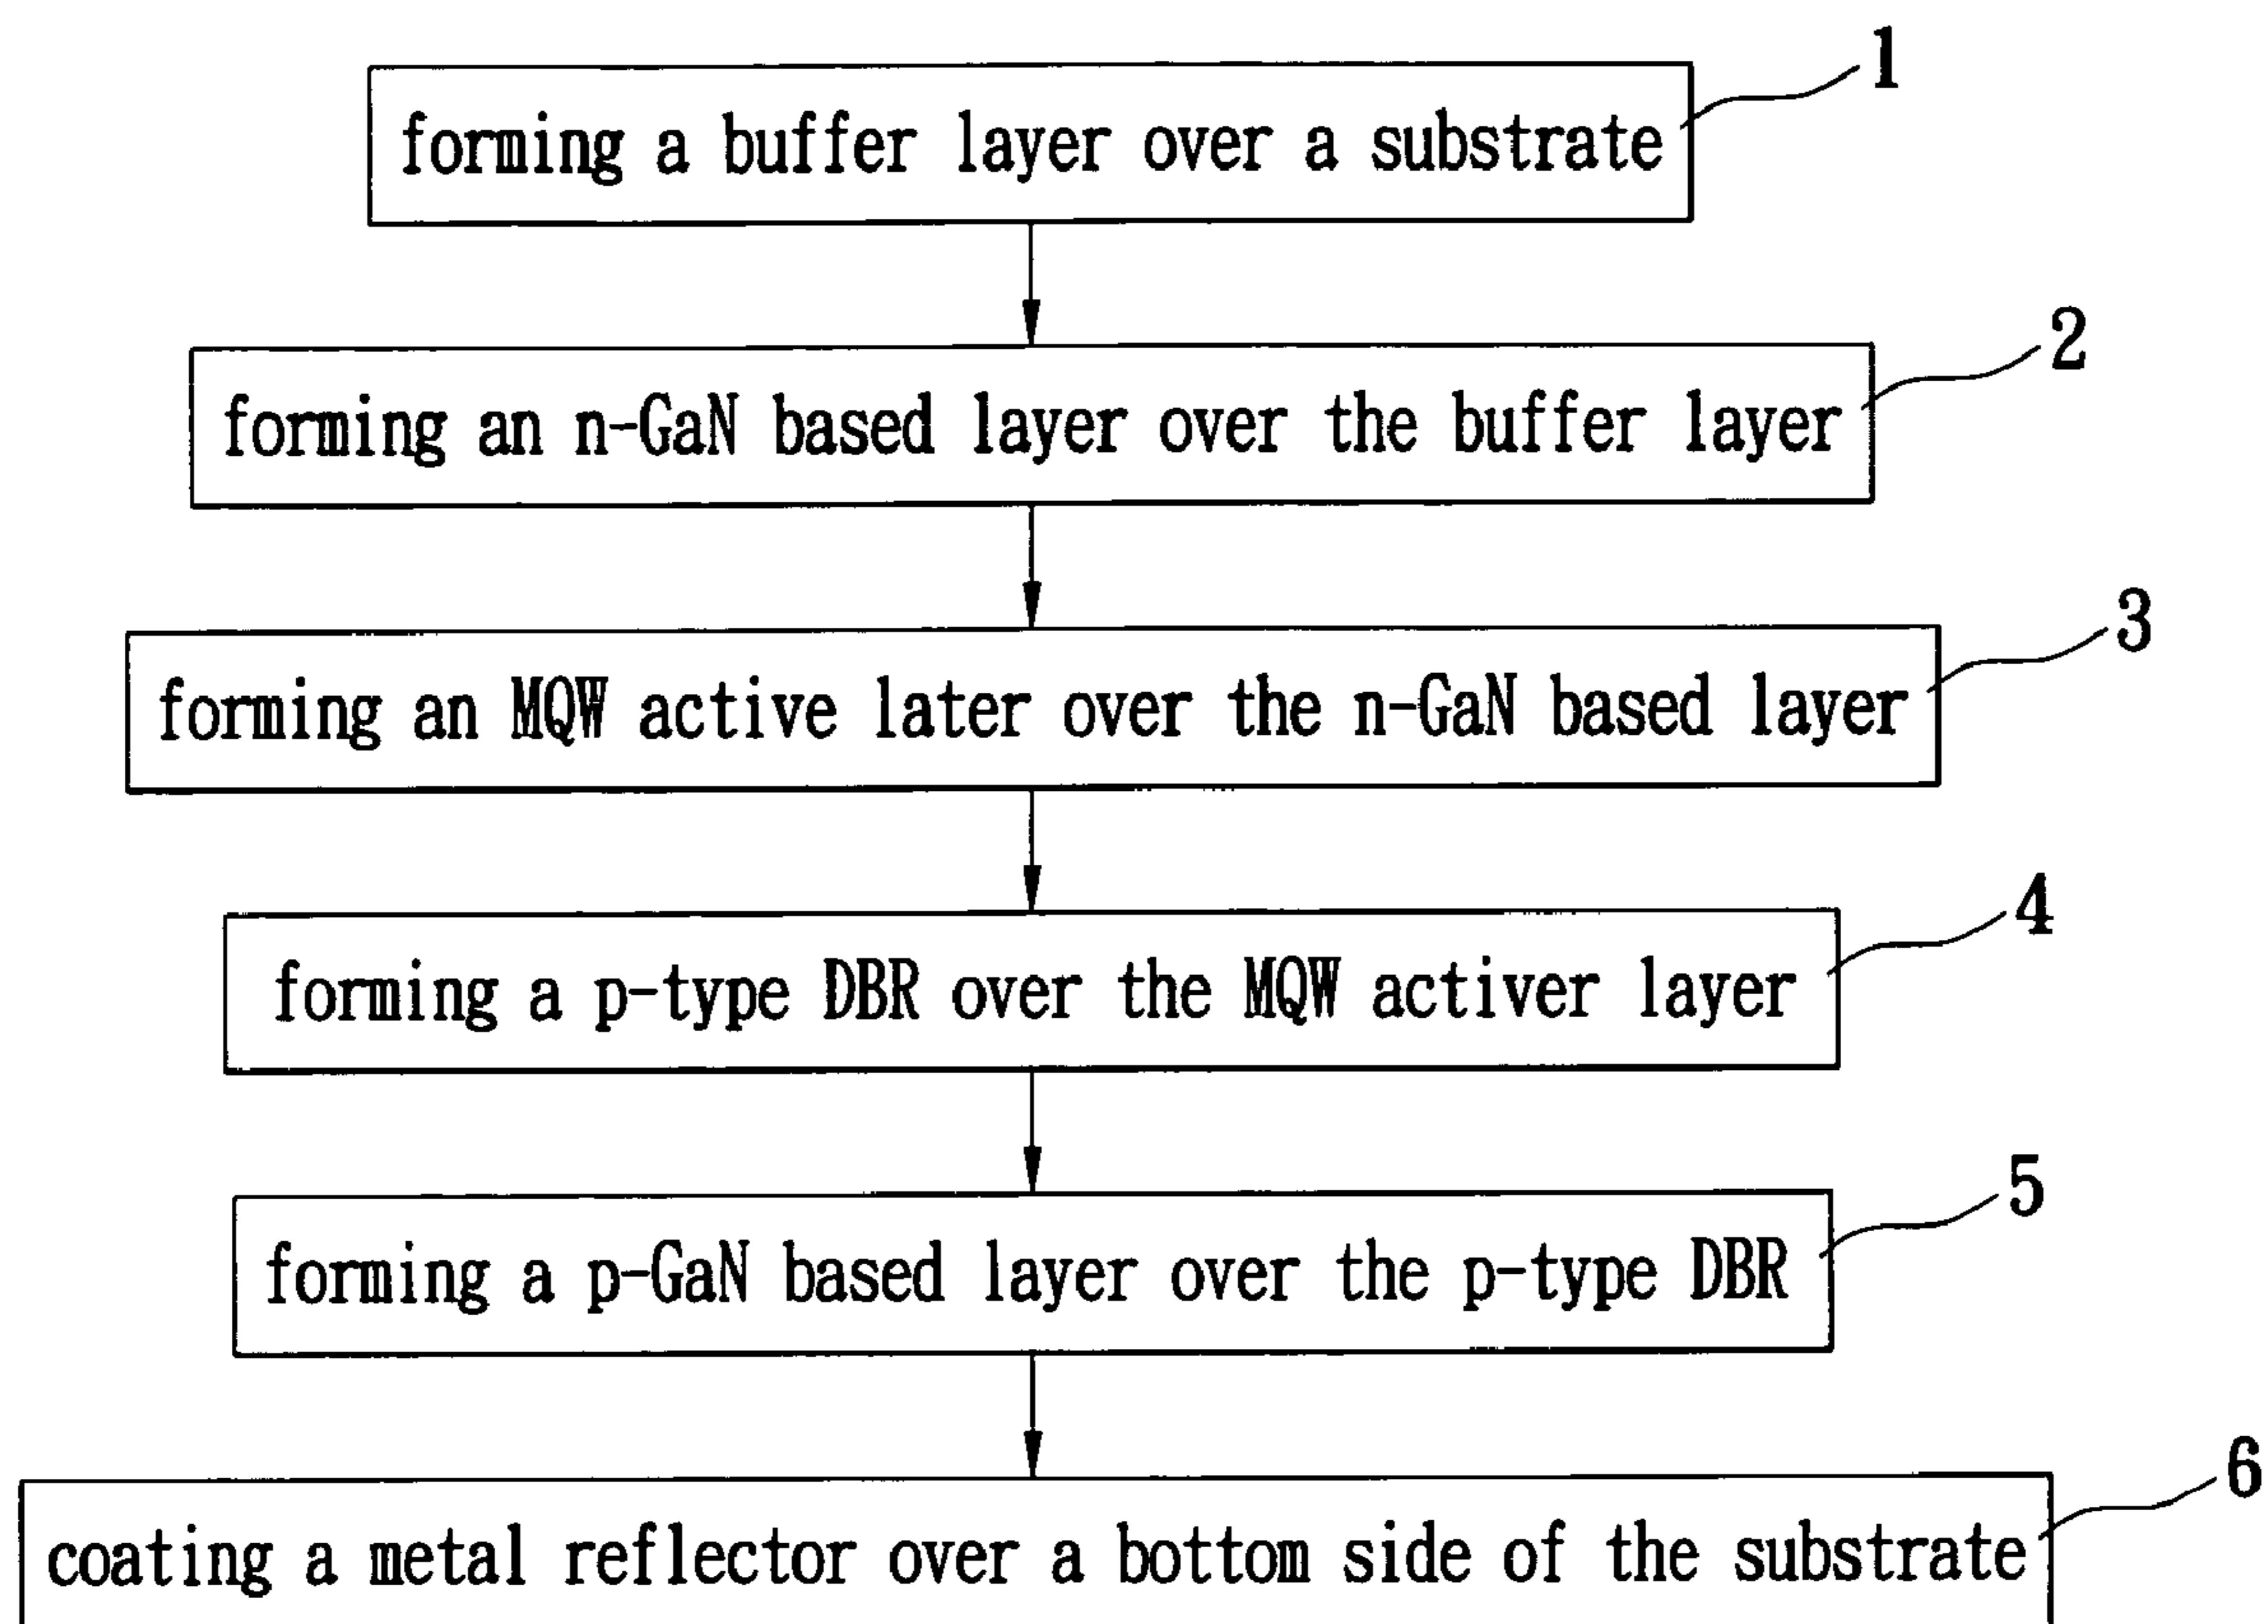 1
forming a buffer layer over a substrate
2
forming an n-GaN based layer over the buffer layer
3
forming an MQW active later over the n-GaN based layer
4
forming a p-type DBR over the MQW activer layer
5
forming a p-GaN based layer over the p-type DBR
6
coating a metal reflector over a bottom side of the substrate